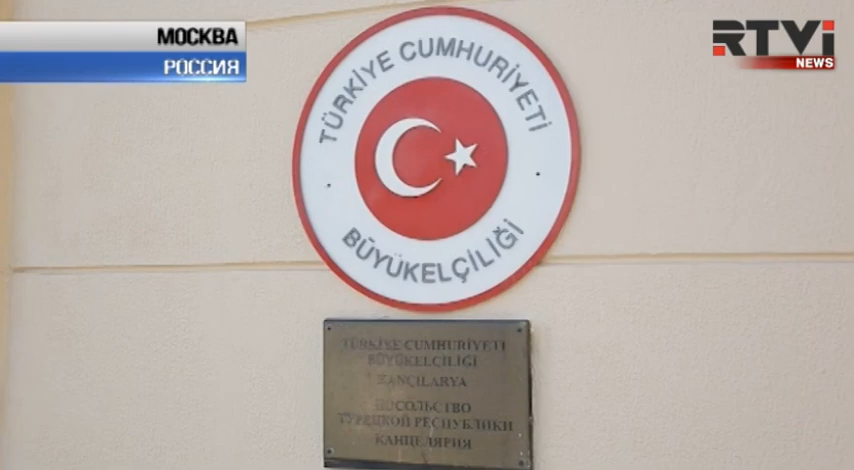 МОСКВА
РОССИЯ
RTVi
NEWS
TÜRKİYE CUMHURİYETİ
BÜYÜKELÇİLİĞİ
TÜRKİYE CUMHURİYETİ
BÜYÜKELÇİLİĞİ
KANÇILARYA
ПОСОЛЬСТВО
ТУРЕЦКОЙ РЕСПУБЛИКИ
КАНЦЕЛЯРИЯ